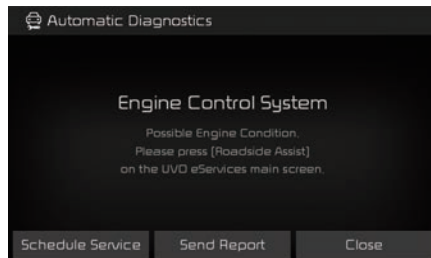 Automatic Diagnostics
Engine Control System
Possible Engine Condition.
Please press [Roadside Assist]
on the UVO eServices main screen.
Schedule Service
Send Report
Close